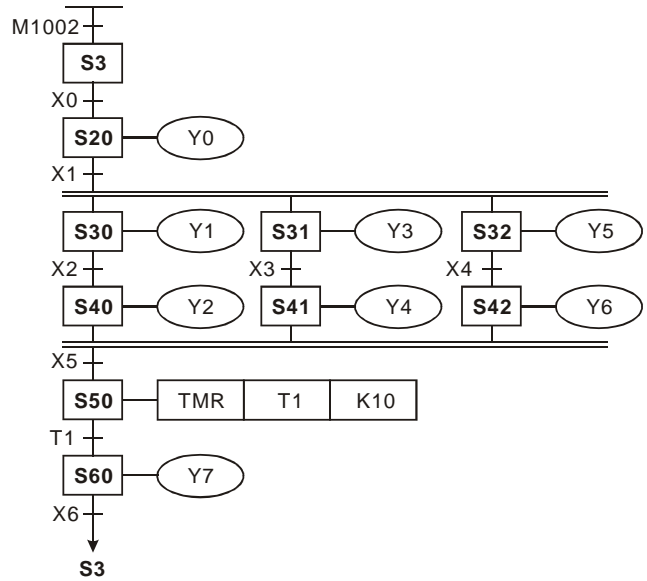 M1002
S3
X0
S20 Y0
X1
S30 Y1 S31 Y3 S32 Y5
X2 X3 X4
S40 Y2 S41 Y4 S42 Y6
X5
S50 TMR T1 K10
T1
S60 Y7
X6
S3